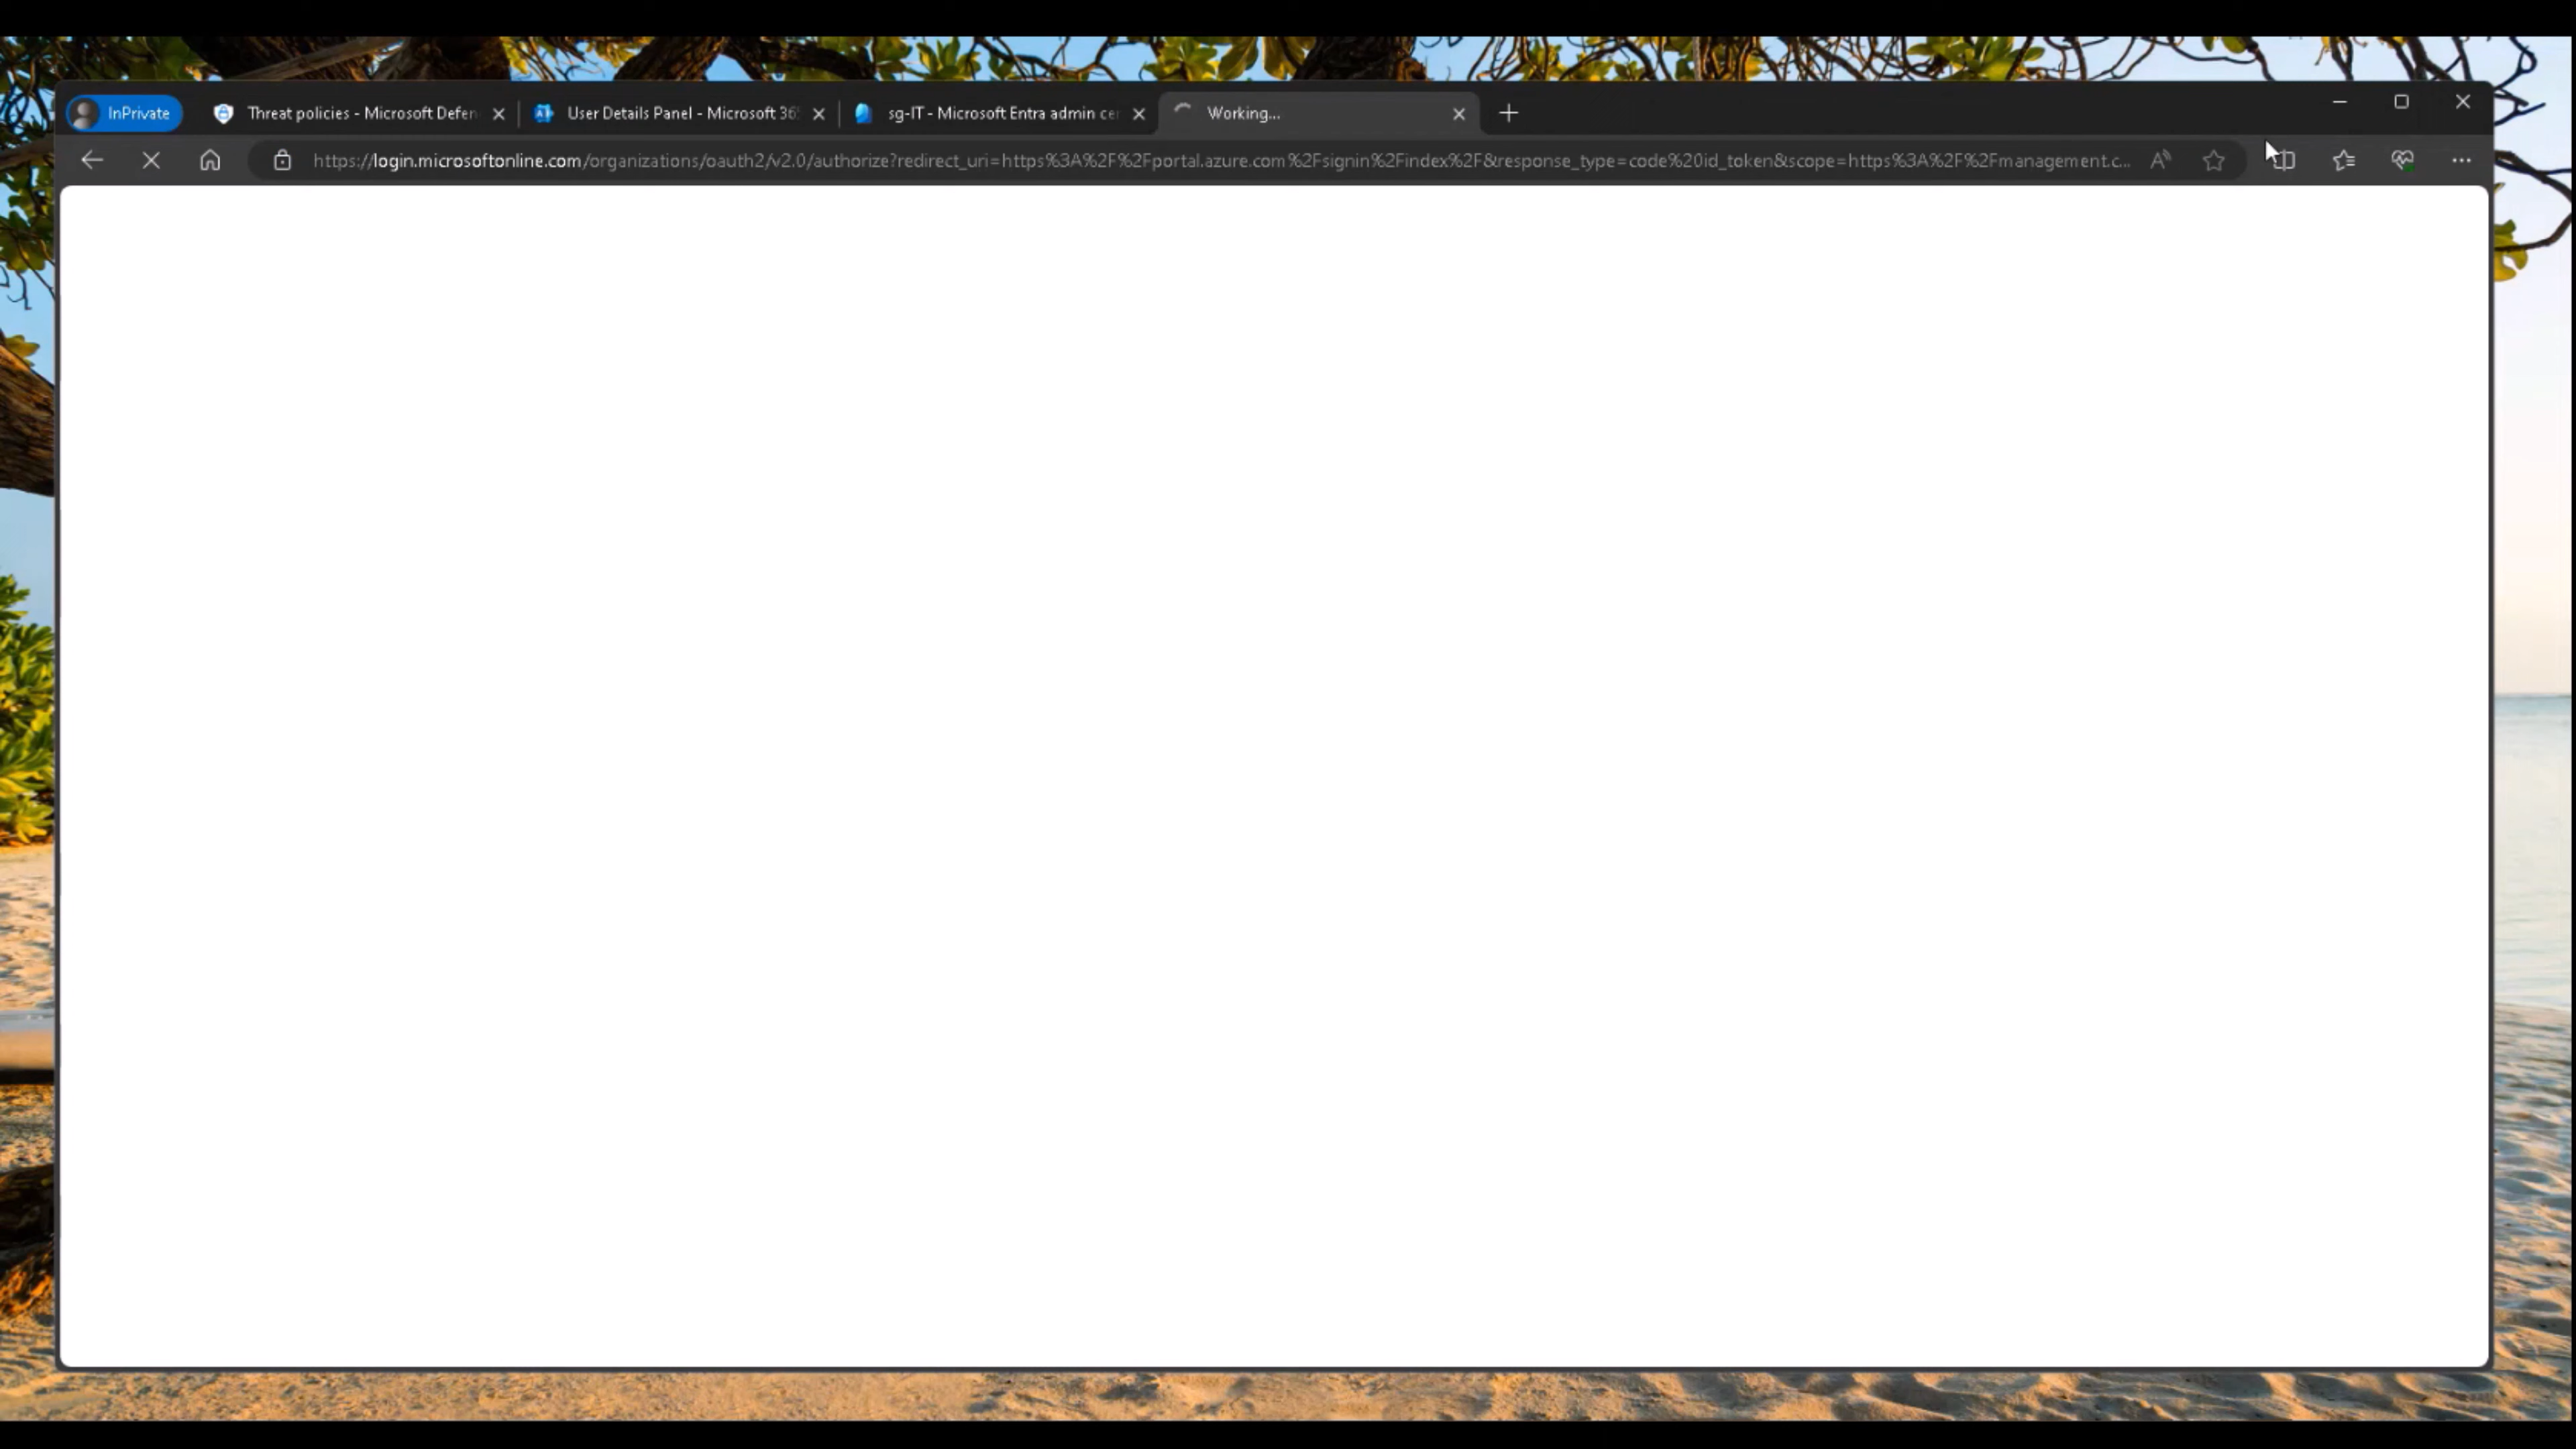 InPrivate
Threat policies - Microsoft Defen
User Details Panel - Microsoft 365
sg-IT - Microsoft Entra admin cen
Working...
https://login.microsoftonline.com/organizations/oauth2/v2.0/authorize?redirect_uri=https%3A%2F%2Fportal.azure.com%2Fsignin%2Findex%2F&response_type=code%20id_token&scope=https%3A%2F%2Fmanagement.c...